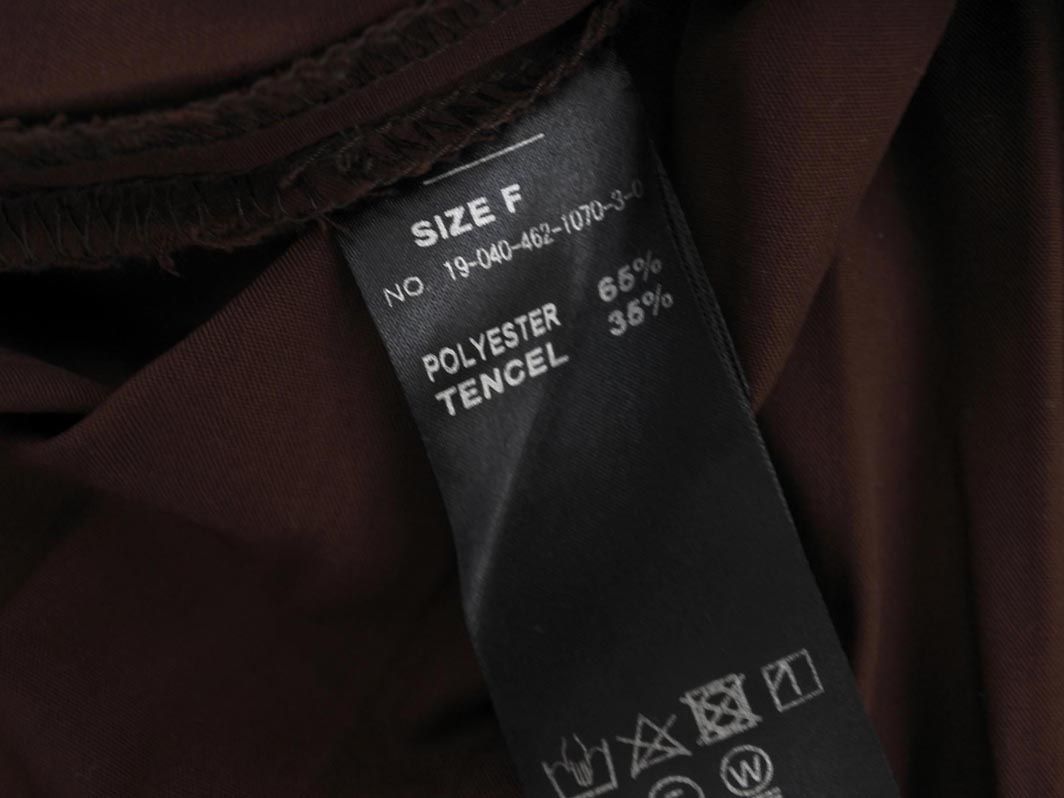 SIZE F
NO 19-040-462-1070-3-0
POLYESTER 65%
TENCEL 35%
W